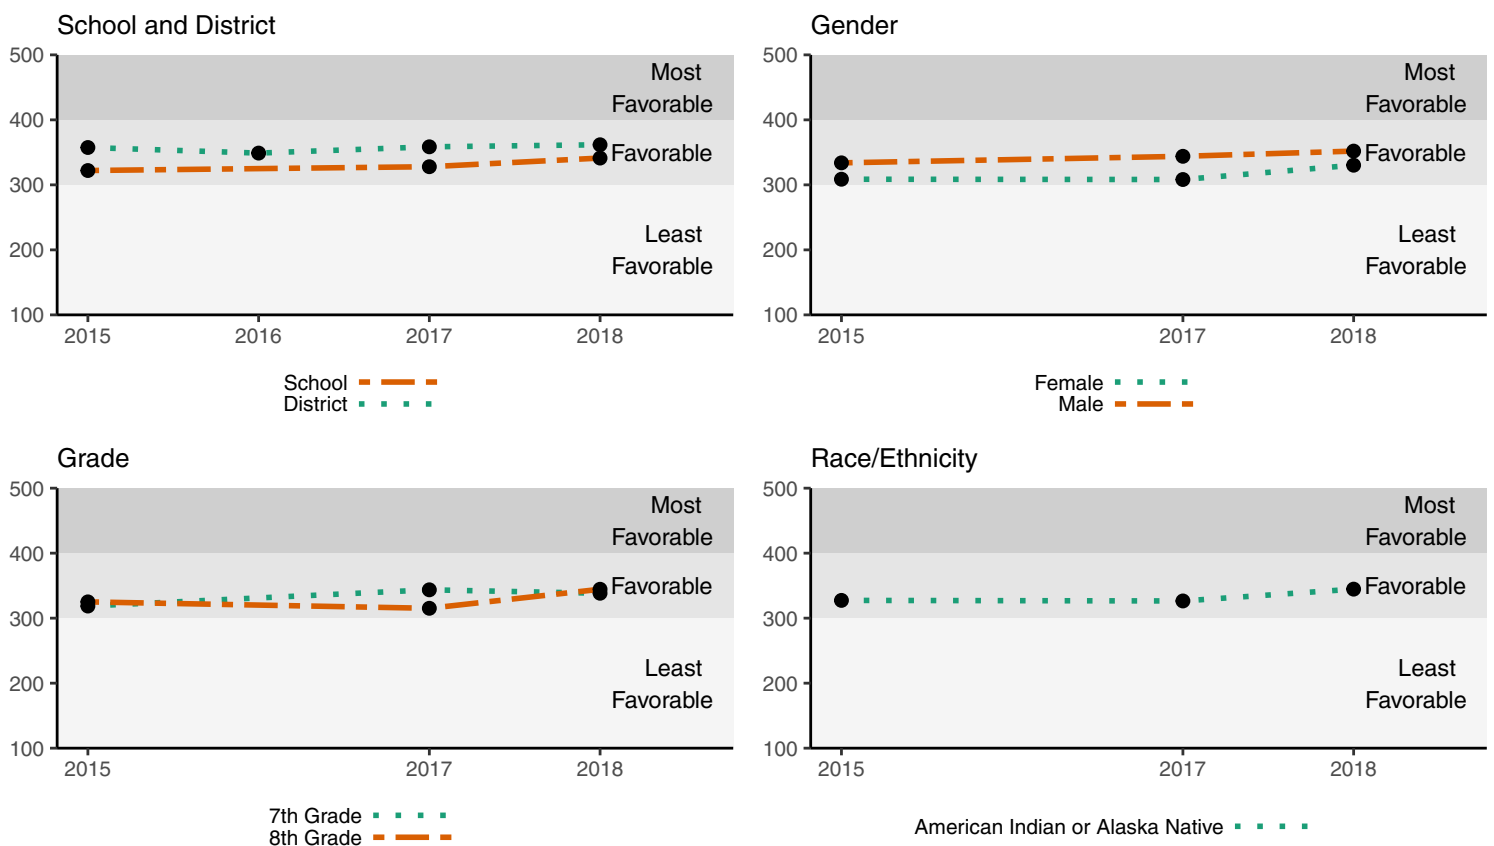 School and District
500
400
300
200
100
Most
Favorable
Favorable
Least
Favorable
2015 2016 2017 2018
School
District
Gender
500
400
300
200
100
Most
Favorable
Favorable
Least
Favorable
2015 2017 2018
Female
Male
Grade
500
400
300
200
100
Most
Favorable
Favorable
Least
Favorable
2015 2017 2018
7th Grade
8th Grade
Race/Ethnicity
500
400
300
200
100
Most
Favorable
Favorable
Least
Favorable
2015 2017 2018
American Indian or Alaska Native